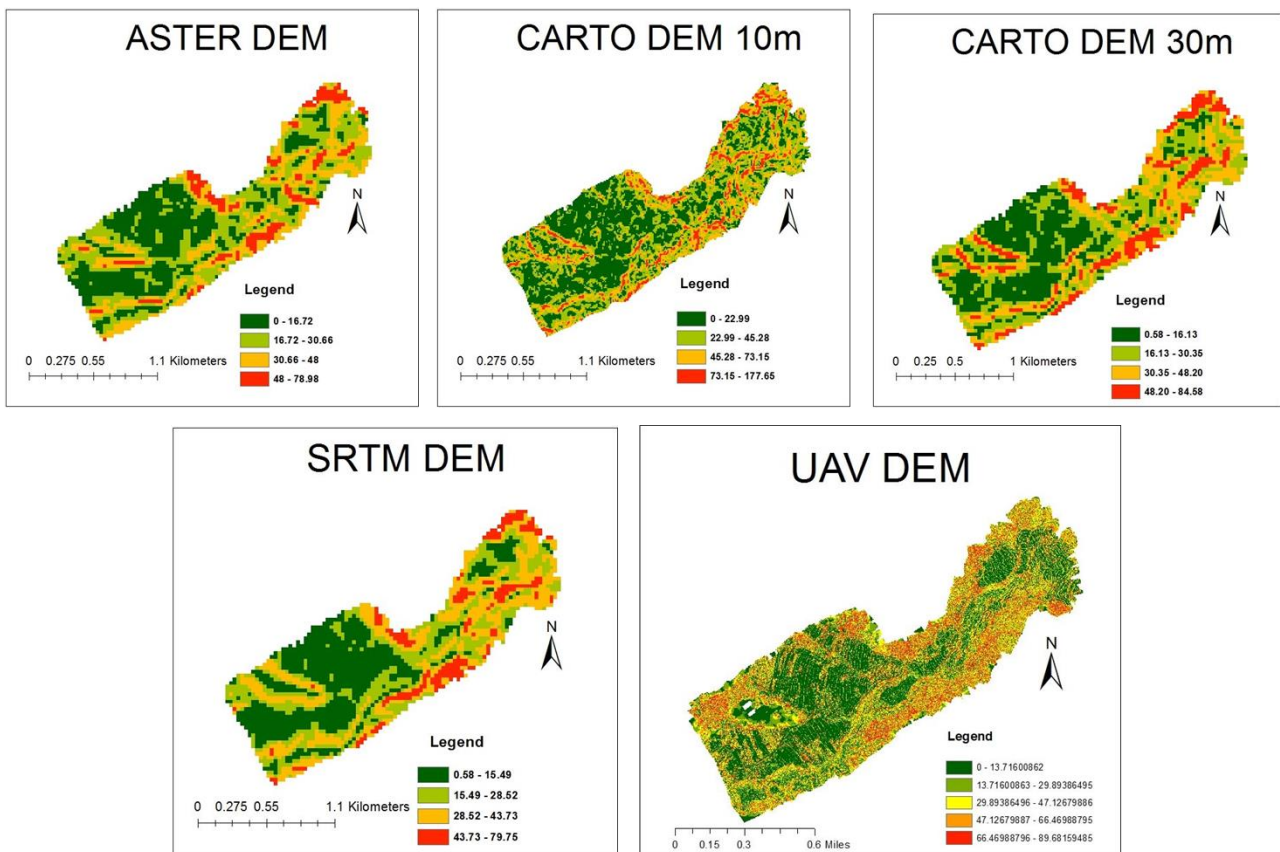 ASTER DEM
N
Legend
0 - 16.72
16.72 - 30.66
30.66 - 48
48 - 78.98
0 0.275 0.55 1.1 Kilometers
CARTO DEM 10m
N
Legend
0 - 22.99
22.99 - 45.28
45.28 - 73.15
73.15 - 177.65
0 0.275 0.55 1.1 Kilometers
CARTO DEM 30m
N
Legend
0.58 - 16.13
16.13 - 30.35
30.35 - 48.20
48.20 - 84.58
0 0.25 0.5 1 Kilometers
SRTM DEM
N
Legend
0.58 - 15.49
15.49 - 28.52
28.52 - 43.73
43.73 - 79.75
0 0.275 0.55 1.1 Kilometers
UAV DEM
N
Legend
0 - 13.71600862
13.71600863 - 29.89386495
29.89386496 - 47.12679886
47.12679887 - 66.46988795
66.46988796 - 89.68159485
0 0.15 0.3 0.6 Miles